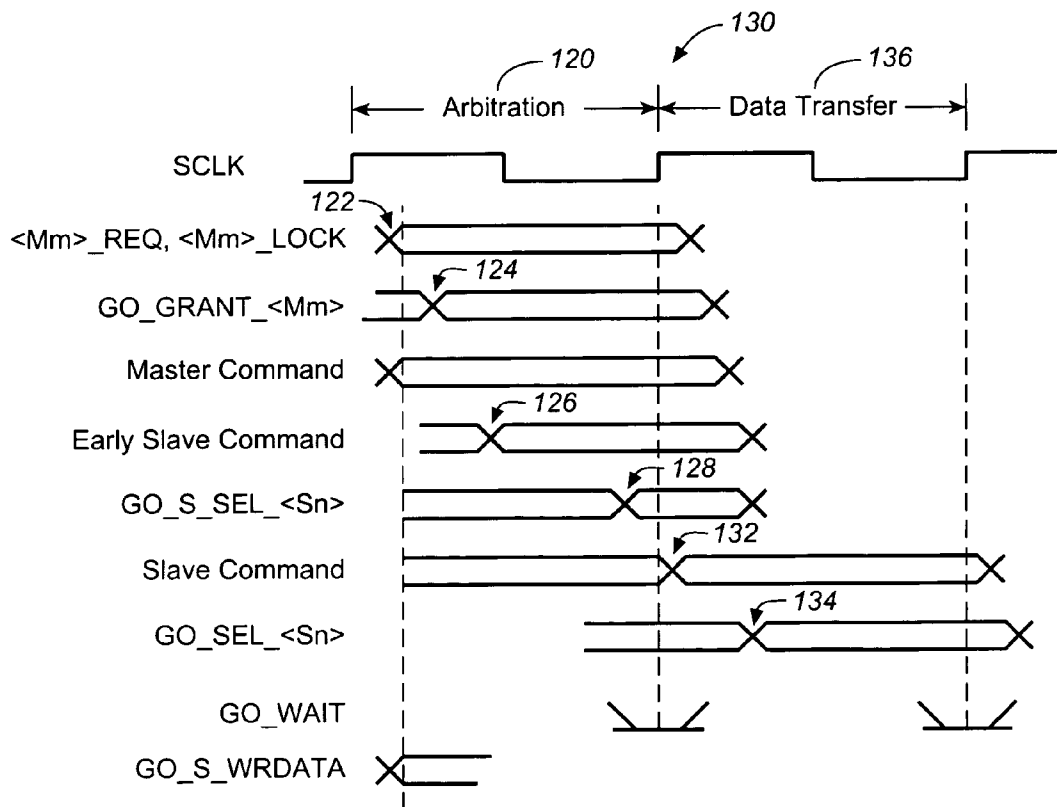 130
120
136
Arbitration
Data Transfer
SCLK
122
<Mm>_REQ, <Mm>_LOCK
124
GO_GRANT_<Mm>
Master Command
126
Early Slave Command
128
GO_S_SEL_<Sn>
132
Slave Command
134
GO_SEL_<Sn>
GO_WAIT
GO_S_WRDATA